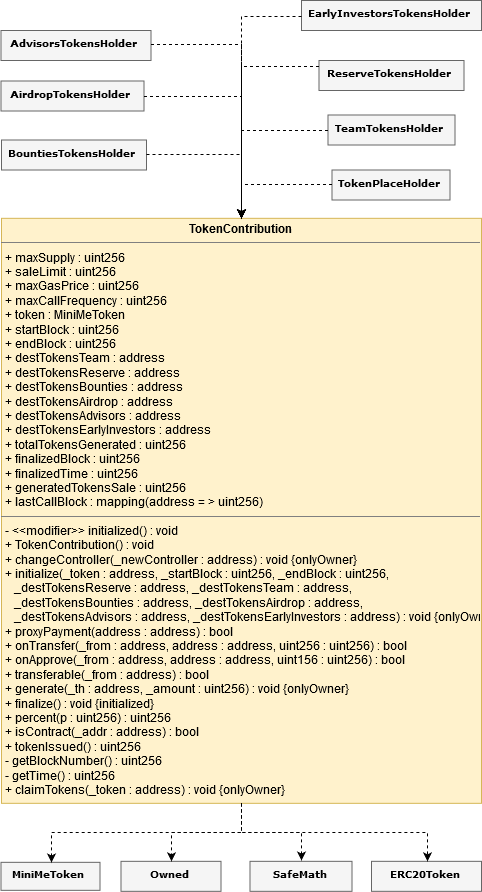 EarlyInvestorsTokensHolder
AdvisorsTokensHolder
ReserveTokensHolder
AirdropTokensHolder
TeamTokensHolder
BountiesTokensHolder
TokenPlaceHolder
TokenContribution
+ maxSupply : uint256
+ saleLimit : uint256
+ maxGasPrice : uint256
+ maxCallFrequency : uint256
+ token : MiniMeToken
+ startBlock : uint256
+ endBlock : uint256
+ destTokensTeam : address
+ destTokensReserve : address
+ destTokensBounties : address
+ destTokensAirdrop : address
+ destTokensAdvisors : address
+ destTokensEarlyInvestors : address
+ totalTokensGenerated : uint256
+ finalizedBlock : uint256
+ finalizedTime : uint256
+ generatedTokensSale : uint256
+ lastCallBlock : mapping(address = > uint256)
- <<modifier>> initialized() : void
+ TokenContribution() : void
+ changeController(_newController : address) : void {onlyOwner}
+ initialize(_token : address, _startBlock : uint256, _endBlock : uint256,
_destTokensReserve : address, _destTokensTeam : address,
_destTokensBounties : address, _destTokensAirdrop : address,
_destTokensAdvisors : address, _destTokensEarlyInvestors : address) : void {onlyOwn
+ proxyPayment(address : address) : bool
+ onTransfer(_from : address, address : address, uint256 : uint256) : bool
+ onApprove(_from : address, address : address, uint156 : uint256) : bool
+ transferable(_from : address) : bool
+ generate(_th : address, _amount : uint256) : void {onlyOwner}
+ finalize() : void {initialized}
+ percent(p : uint256) : uint256
+ isContract(_addr : address) : bool
+ tokenIssued() : uint256
- getBlockNumber() : uint256
- getTime() : uint256
+ claimTokens(_token : address) : void {onlyOwner}
MiniMeToken
Owned
SafeMath
ERC20Token